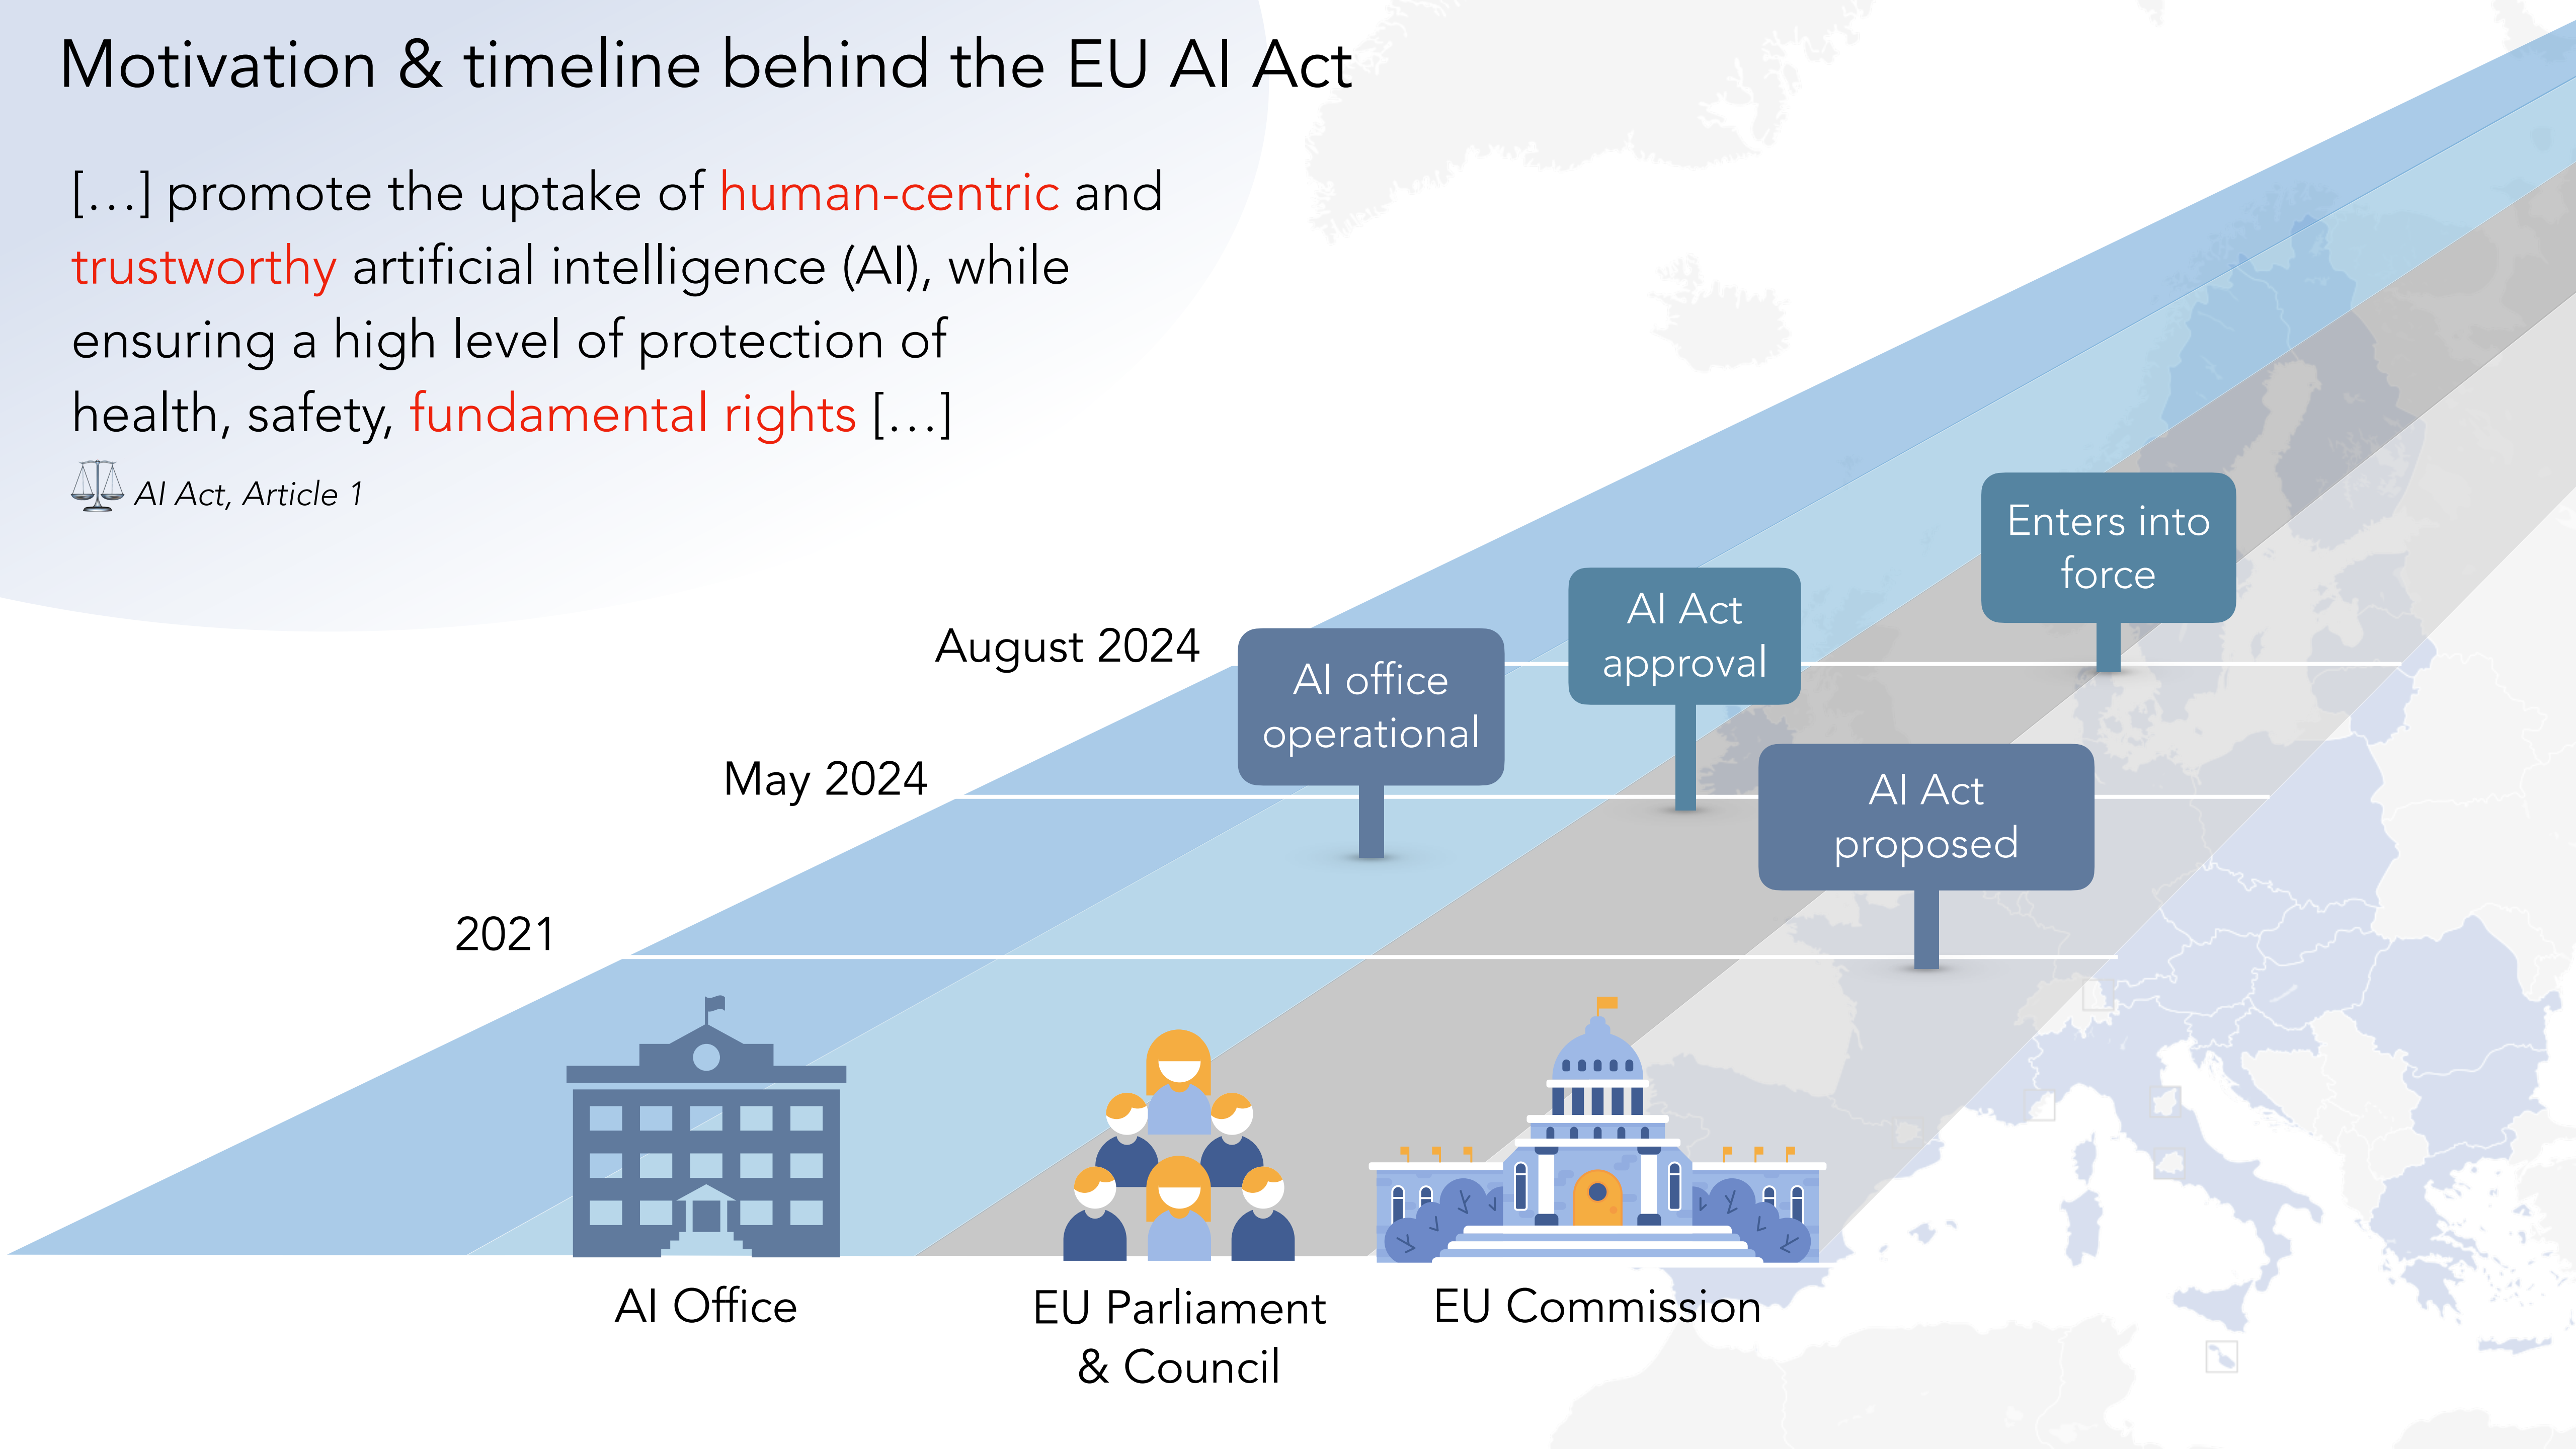 Motivation & timeline behind the EU AI Act
[…] promote the uptake of human-centric and
trustworthy artificial intelligence (AI), while
ensuring a high level of protection of
health, safety, fundamental rights […]
AI Act, Article 1
Enters into
force
AI Act
approval
August 2024
AI office
operational
May 2024
AI Act
proposed
2021
AI Office
EU Parliament
& Council
EU Commission